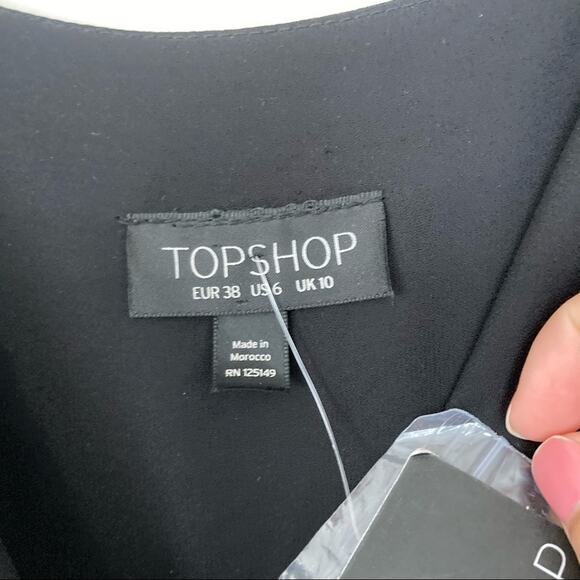 TOPSHOP
EUR 38 US 6 UK 10
Made in
Morocco
RN 125149
D